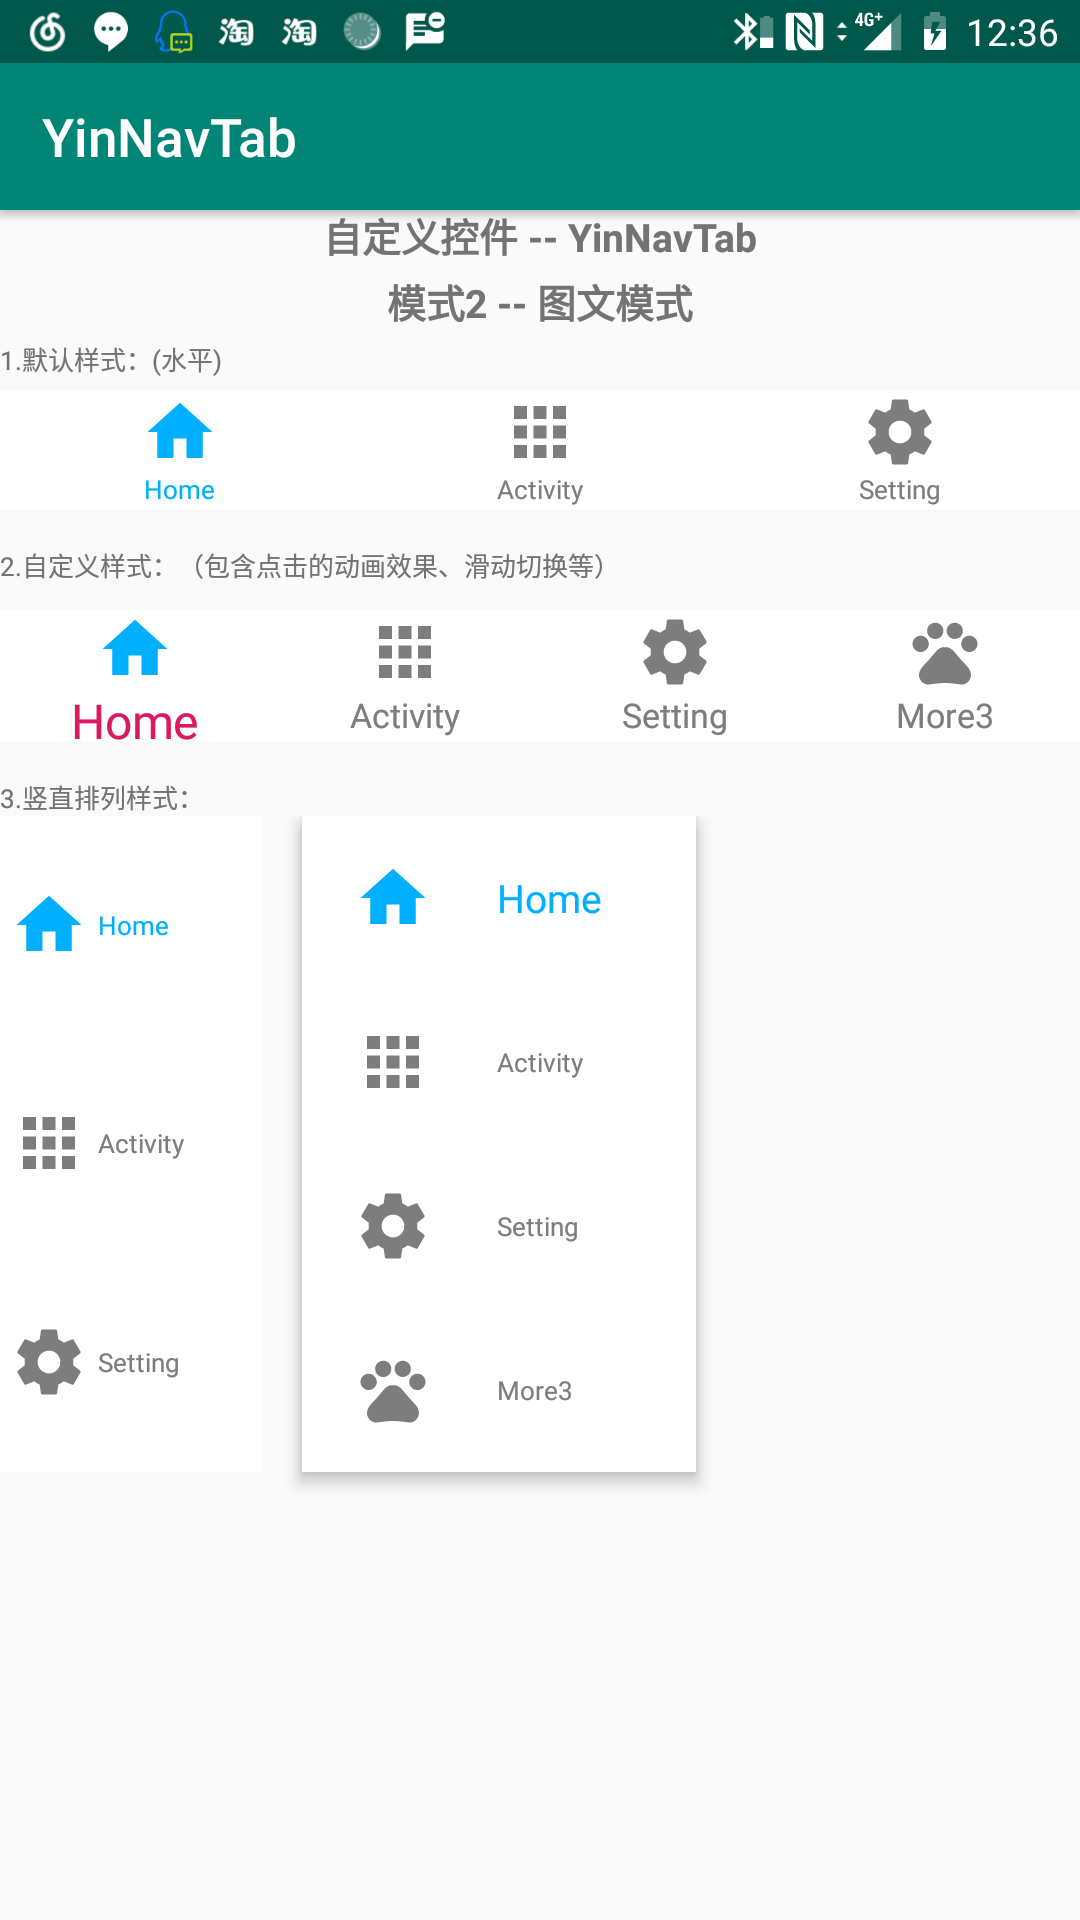 淘 淘 4G+ 12:36
YinNavTab
自定义控件 -- YinNavTab
模式2 -- 图文模式
1.默认样式：(水平)
Home Activity Setting
2.自定义样式：（包含点击的动画效果、滑动切换等）
Home Activity Setting More3
3.竖直排列样式：
Home
Activity
Setting
Home
Activity
Setting
More3